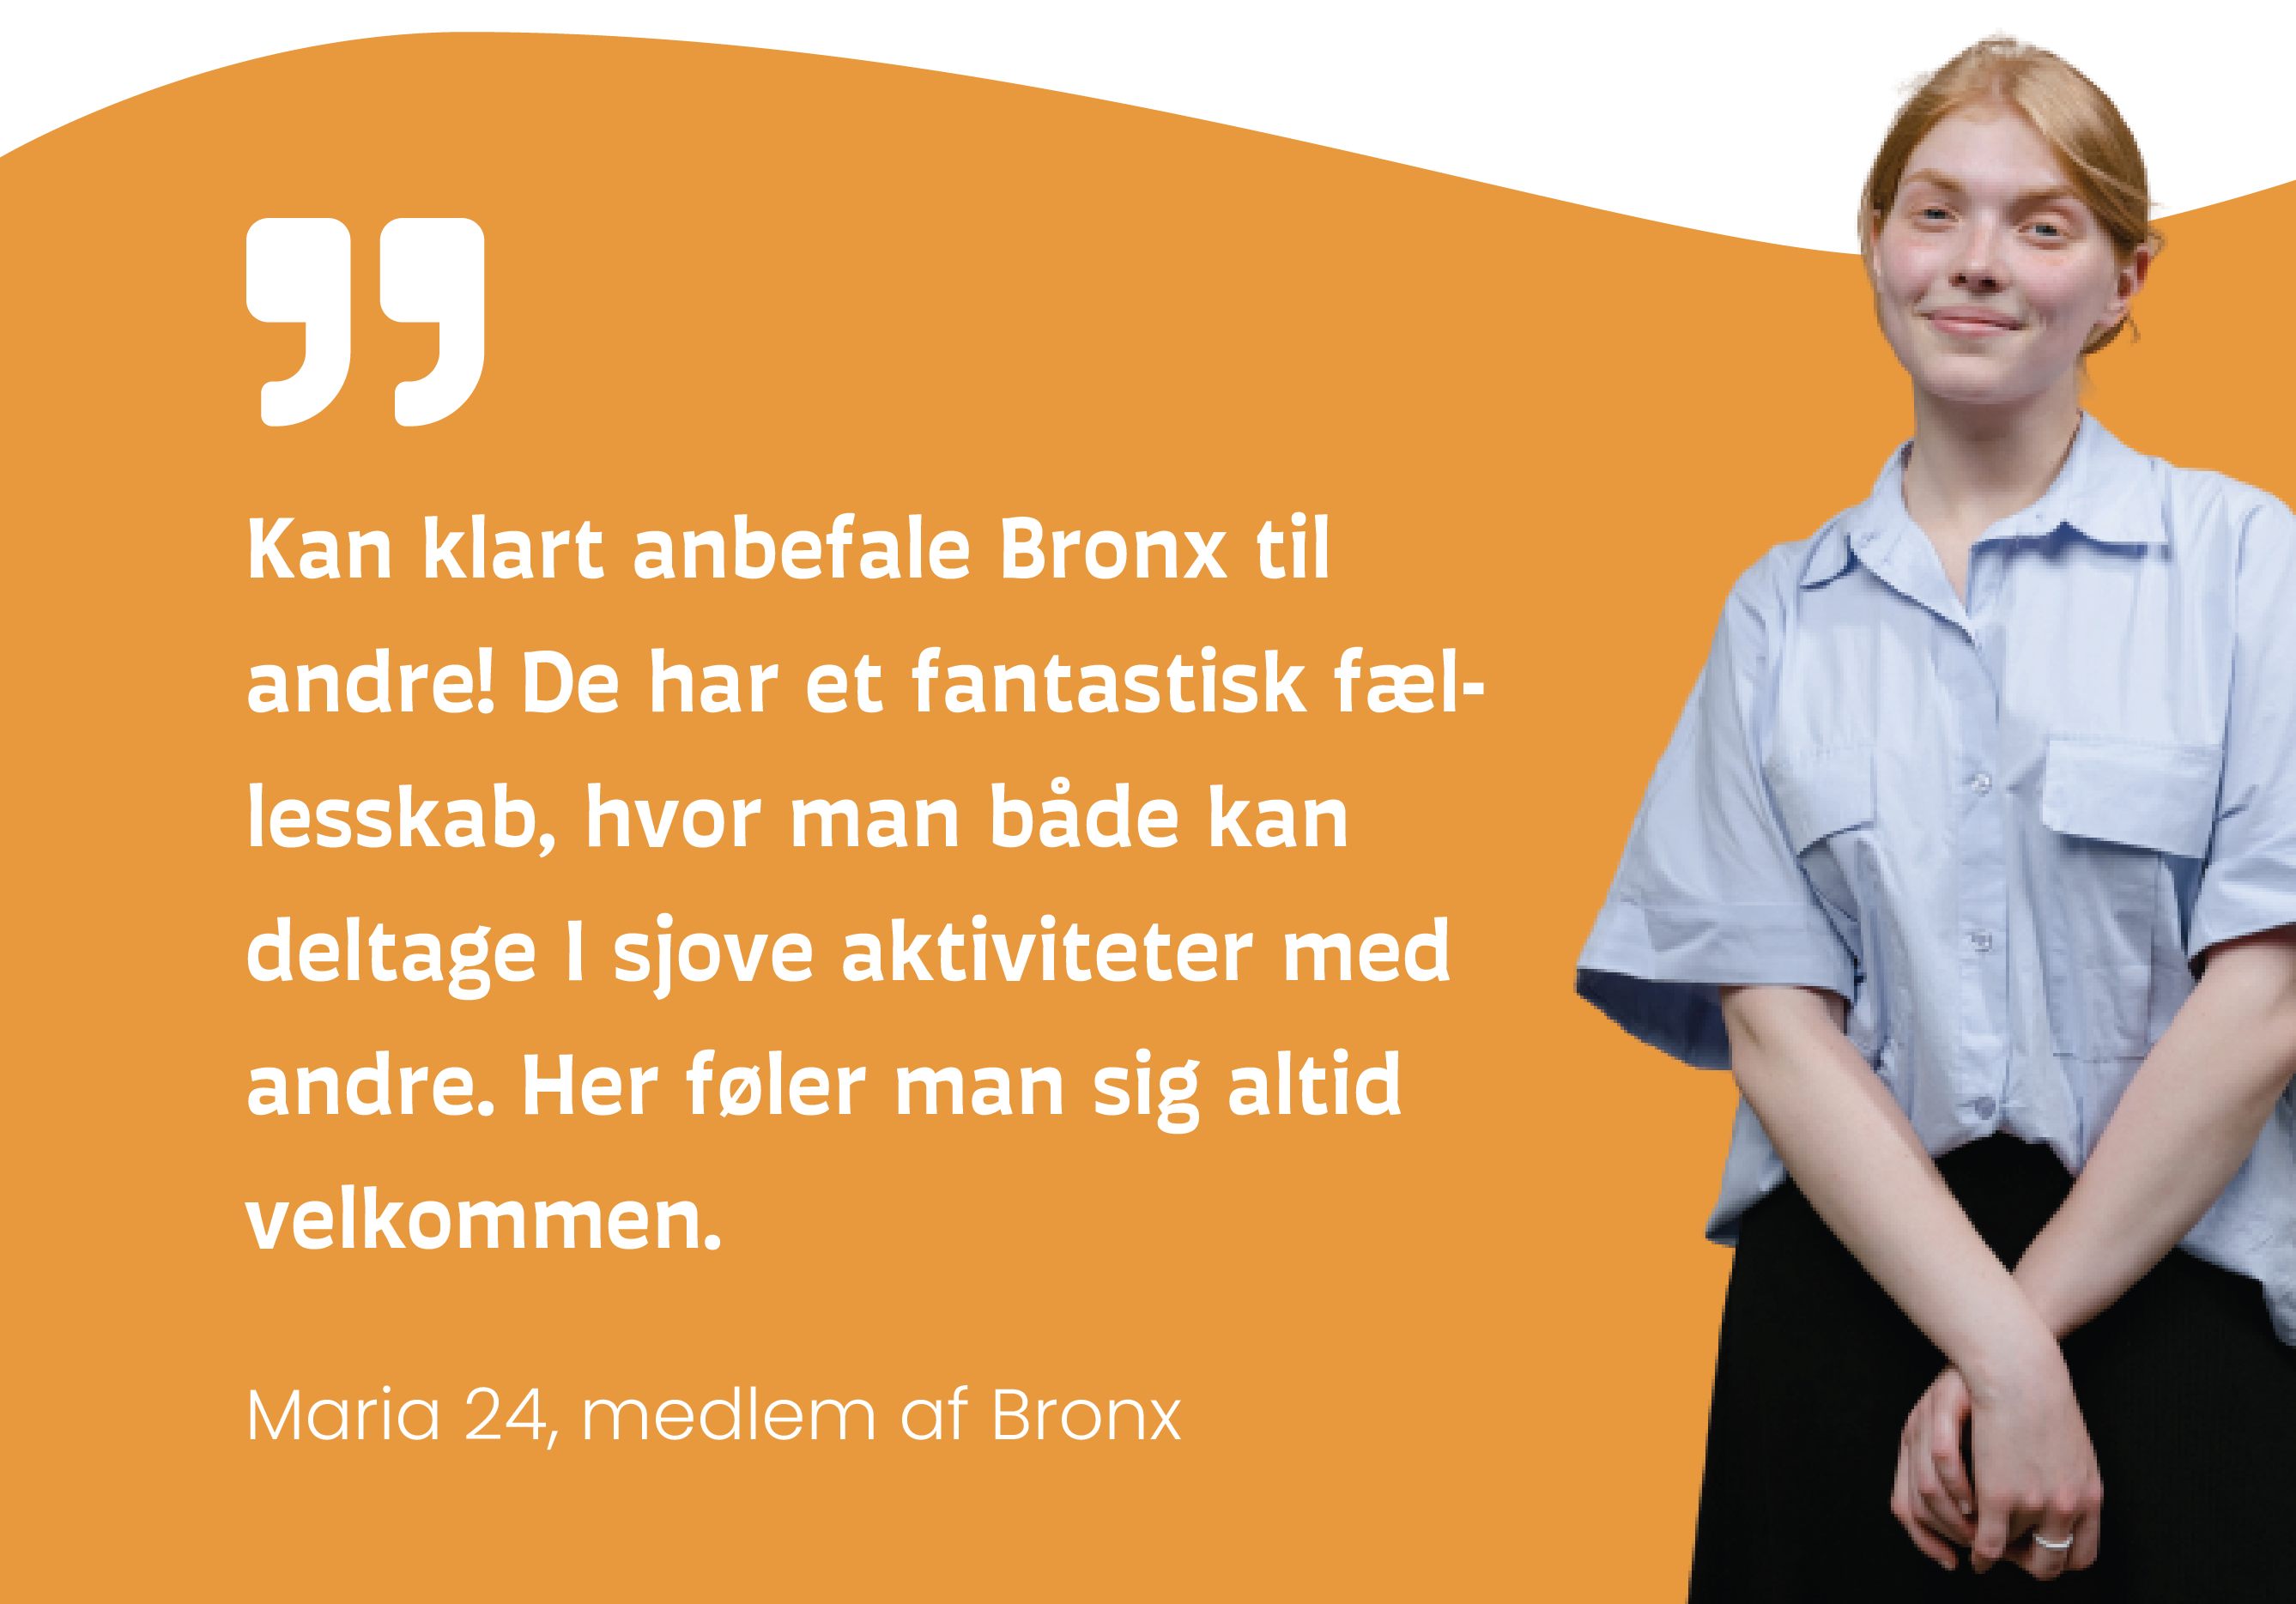 ”
Kan klart anbefale Bronx til
andre! De har et fantastisk fæl-
lesskab, hvor man både kan
deltage I sjove aktiviteter med
andre. Her føler man sig altid
velkommen.
Maria 24, medlem af Bronx